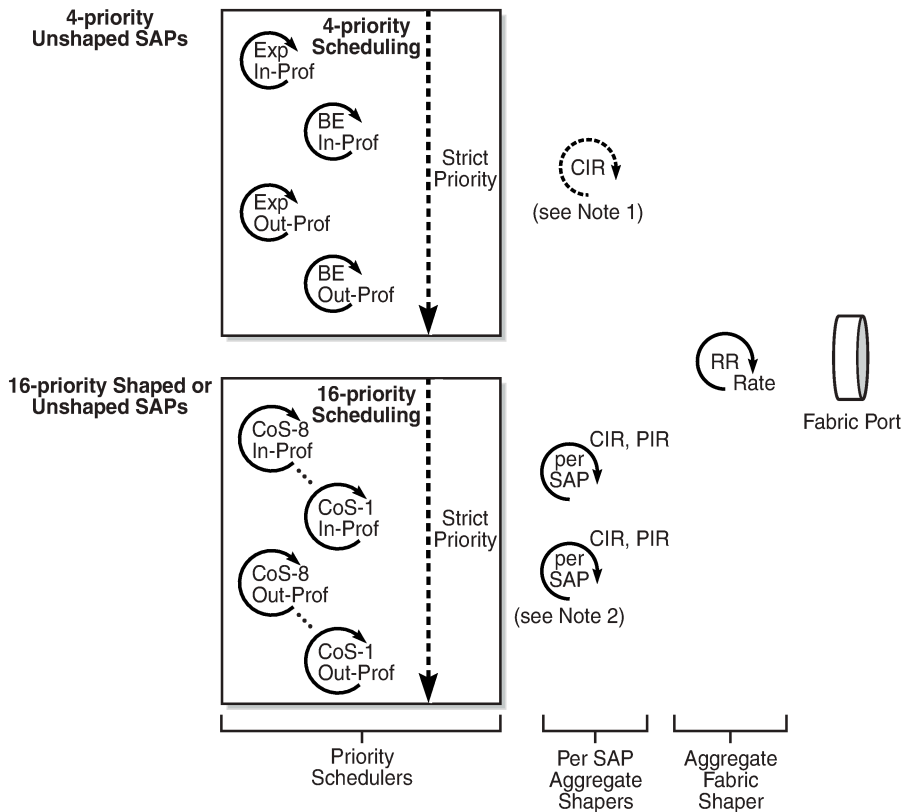 4-priority
Unshaped SAPs
4-priority
Scheduling
Exp
In-Prof
BE
In-Prof
Strict
Priority
Exp
Out-Prof
BE
Out-Prof
CIR
(see Note 1)
RR
Rate
Fabric Port
16-priority Shaped or
Unshaped SAPs
16-priority
Scheduling
CoS-8
In-Prof
CoS-1
In-Prof
Strict
Priority
CoS-8
Out-Prof
CoS-1
Out-Prof
CIR, PIR
per
SAP
CIR, PIR
per
SAP
(see Note 2)
Priority
Schedulers
Per SAP
Aggregate
Shapers
Aggregate
Fabric
Shaper